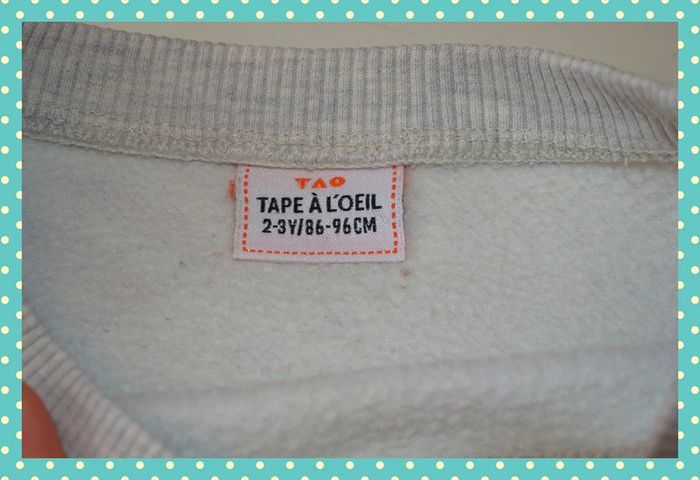 TAO
TAPE À L'OEIL
2-3Y/86-96CM